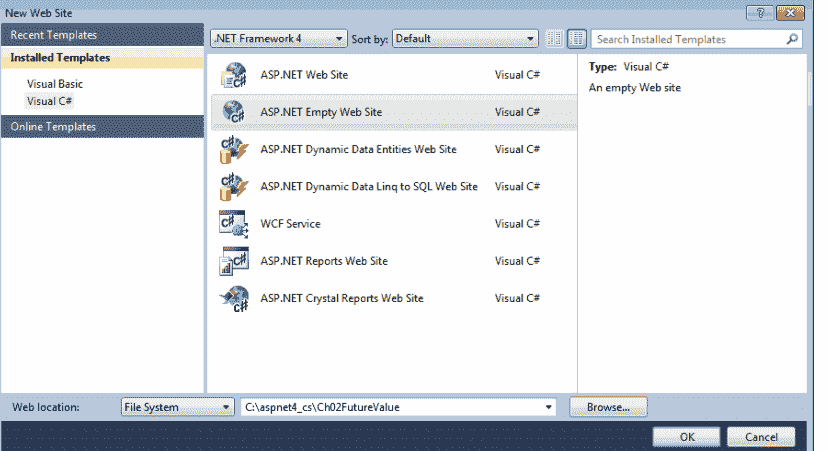 New Web Site
Recent Templates
Installed Templates
Visual Basic
Visual C#
Online Templates
.NET Framework 4 Sort by: Default Search Installed Templates
ASP.NET Web Site Visual C#
ASP.NET Empty Web Site Visual C#
ASP.NET Dynamic Data Entities Web Site Visual C#
ASP.NET Dynamic Data Linq to SQL Web Site Visual C#
WCF Service Visual C#
ASP.NET Reports Web Site Visual C#
ASP.NET Crystal Reports Web Site Visual C#
Type: Visual C#
An empty Web site
Web location: File System C:\aspnet4_cs\Ch02FutureValue Browse...
OK Cancel